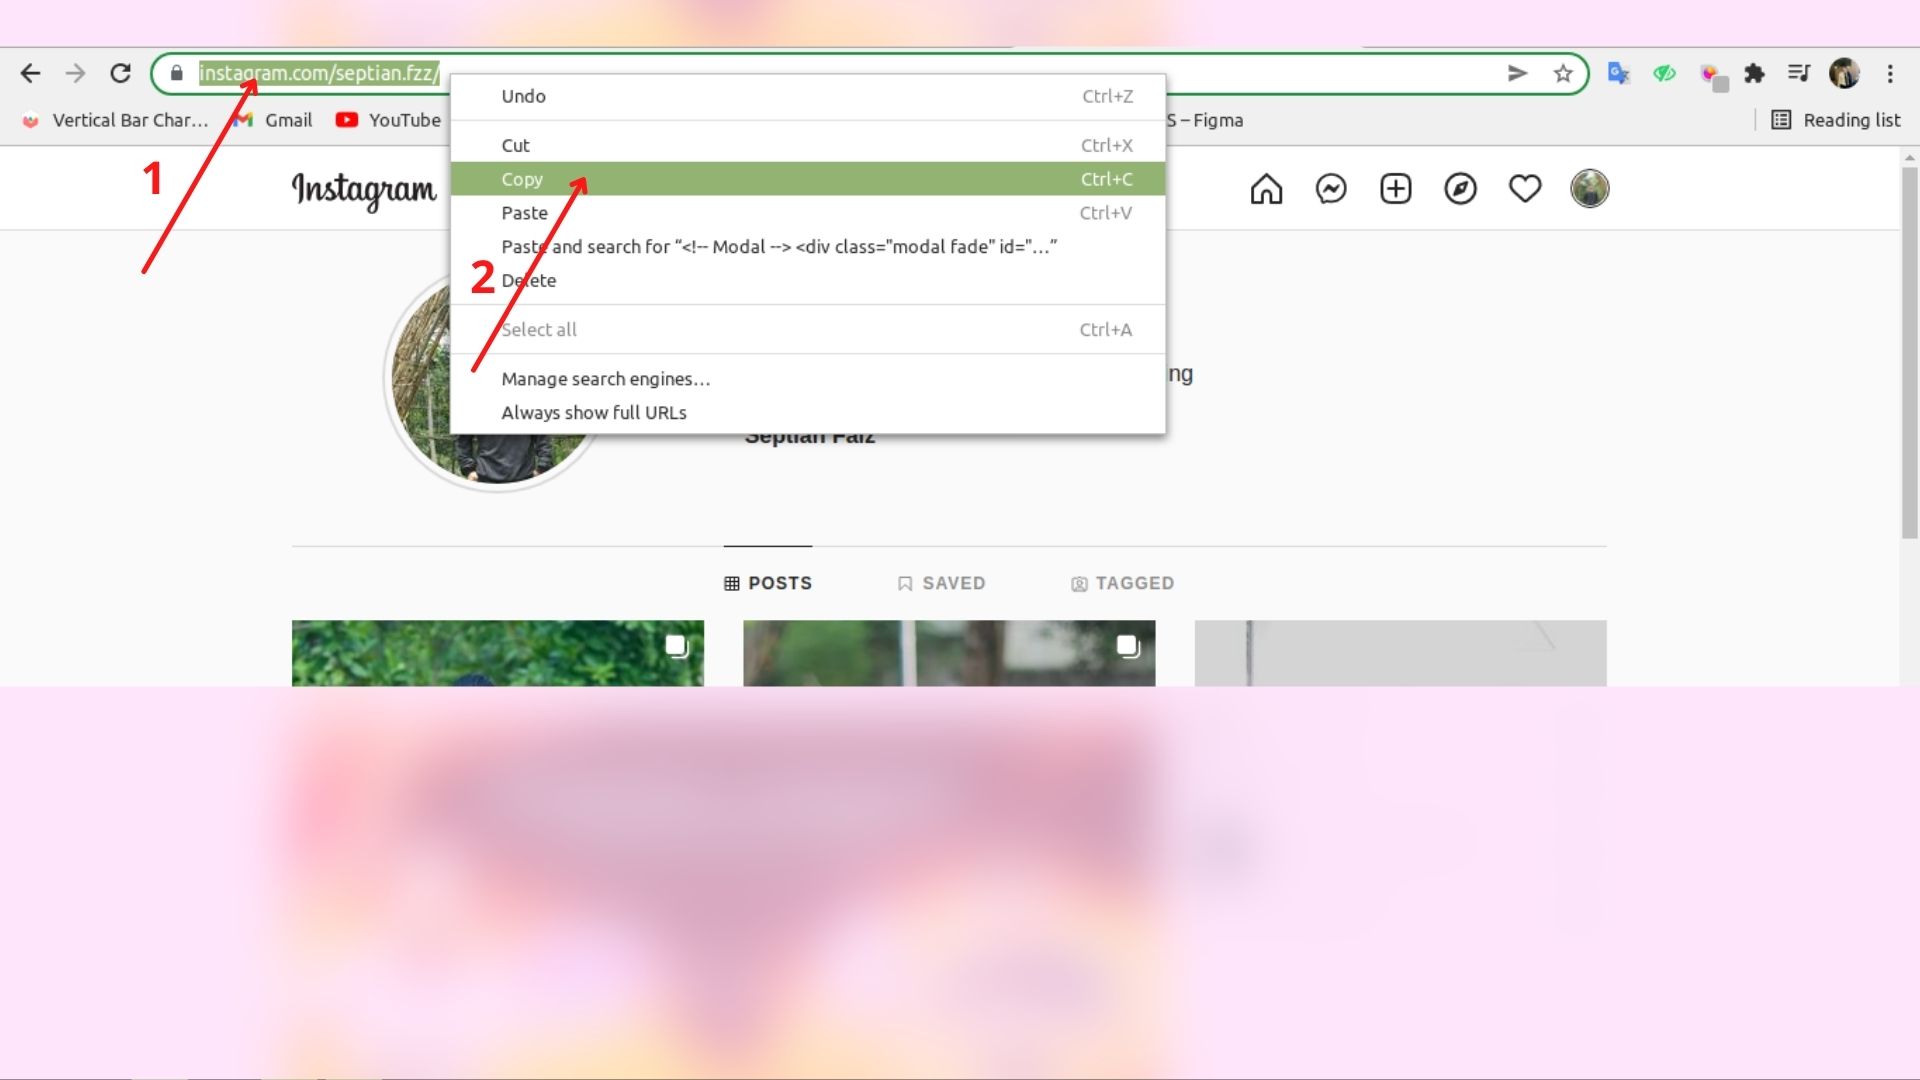 instagram.com/septian.fzz/
Vertical Bar Char...
Gmail
YouTube
S – Figma
Reading list
1
Instagram
Undo Ctrl+Z
Cut Ctrl+X
Copy Ctrl+C
Paste Ctrl+V
Paste and search for “<!-- Modal --> <div class="modal fade" id="...”
2
Delete
Select all Ctrl+A
Manage search engines...
Always show full URLs
ng
Septian Faiz
POSTS
SAVED
TAGGED